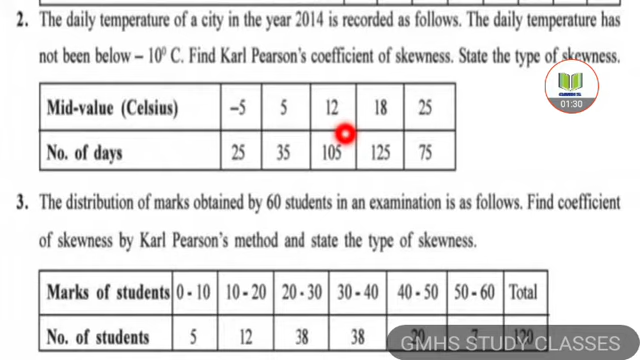 2. The daily temperature of a city in the year 2014 is recorded as follows. The daily temperature has
not been below – 10⁰ C. Find Karl Pearson's coefficient of skewness. State the type of skewness.
01:30
Mid-value (Celsius) –5 5 12 18 25
No. of days 25 35 105 125 75
3. The distribution of marks obtained by 60 students in an examination is as follows. Find coefficient
of skewness by Karl Pearson's method and state the type of skewness.
Marks of students 0 - 10 10 - 20 20 - 30 30 - 40 40 - 50 50 - 60 Total
No. of students 5 12 38 38
GMHS STUDY CLASSES